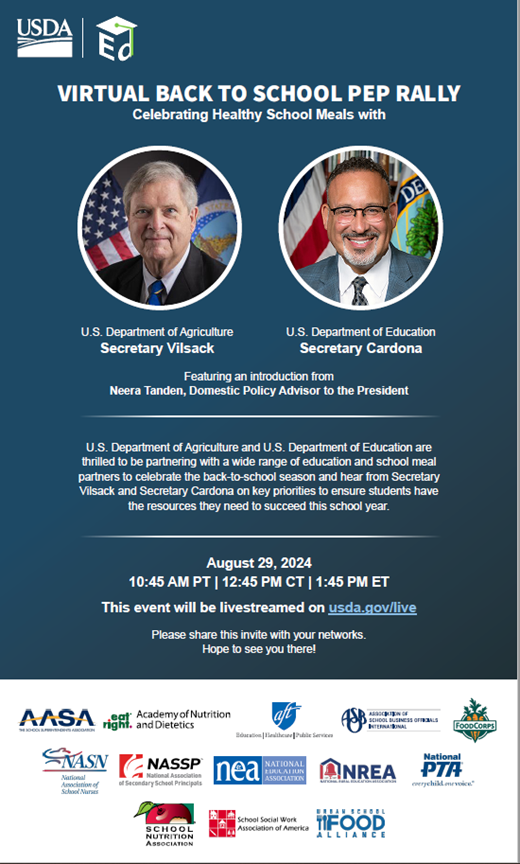 USDA
Ed
VIRTUAL BACK TO SCHOOL PEP RALLY
Celebrating Healthy School Meals with
U.S. Department of Agriculture
Secretary Vilsack
U.S. Department of Education
Secretary Cardona
Featuring an introduction from
Neera Tanden, Domestic Policy Advisor to the President
U.S. Department of Agriculture and U.S. Department of Education are
thrilled to be partnering with a wide range of education and school meal
partners to celebrate the back-to-school season and hear from Secretary
Vilsack and Secretary Cardona on key priorities to ensure students have
the resources they need to succeed this school year.
August 29, 2024
10:45 AM PT | 12:45 PM CT | 1:45 PM ET
This event will be livestreamed on usda.gov/live
Please share this invite with your networks.
Hope to see you there!
AASA
THE SCHOOL SUPERINTENDENTS ASSOCIATION
eat
right.
Academy of Nutrition
and Dietetics
aft
Education | Healthcare | Public Services
ASBO
ASSOCIATION OF
SCHOOL BUSINESS OFFICIALS
INTERNATIONAL
FOODCORPS
NASN
National
Association of
School Nurses
NASSP
National Association
of Secondary School Principals
nea
NATIONAL
EDUCATION
ASSOCIATION
NREA
NATIONAL RURAL EDUCATION ASSOCIATION
National
PTA
everychild.onevoice.
SCHOOL
NUTRITION
ASSOCIATION
School Social Work
Association of America
URBAN SCHOOL
FOOD
ALLIANCE